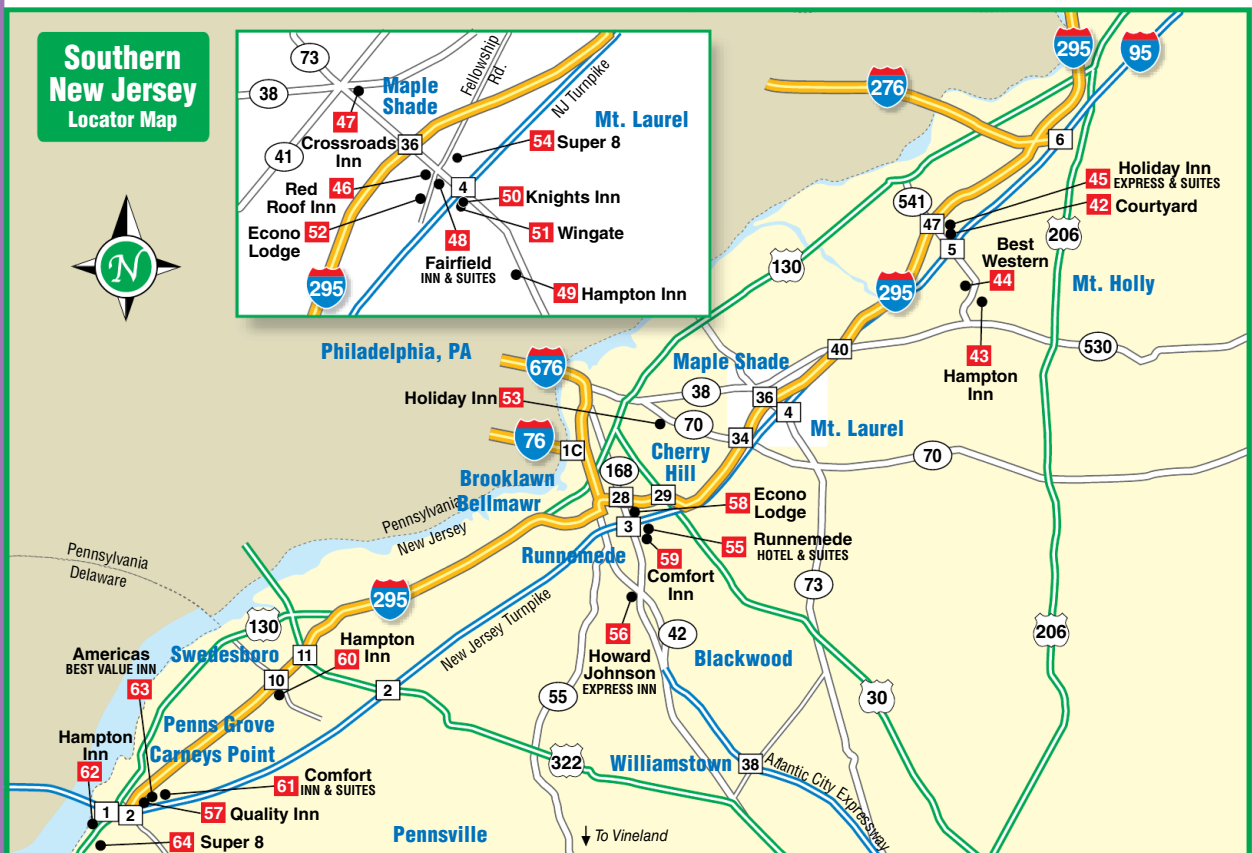 Southern
New Jersey
Locator Map
N
73
38
41
Maple
Shade
Fellowship
Rd.
NJ Turnpike
Mt. Laurel
47
Crossroads
Inn
36
54 Super 8
Red
Roof Inn
46
4
50 Knights Inn
Econo
Lodge
52
51 Wingate
48
Fairfield
INN & SUITES
49 Hampton Inn
295
295
95
276
6
45
Holiday Inn
EXPRESS & SUITES
42 Courtyard
541
47
5
206
Best
Western
44
130
295
Mt. Holly
Philadelphia, PA
676
Maple Shade
40
43
Hampton
Inn
530
Holiday Inn 53
38
36
4
70
34
Mt. Laurel
76
1C
Cherry
Hill
70
168
Brooklawn
Bellmawr
28
29
58
Econo
Lodge
Pennsylvania
New Jersey
3
Runnemede
55
Runnemede
HOTEL & SUITES
59
Comfort
Inn
Pennsylvania
Delaware
295
73
130
New Jersey Turnpike
56
Howard
Johnson
EXPRESS INN
42
Blackwood
206
Americas
BEST VALUE INN
63
Swedesboro
11
Hampton
Inn
60
10
2
55
30
Penns Grove
Carneys Point
Hampton
Inn
62
322
Williamstown
38
Atlantic City Expressway
61
Comfort
INN & SUITES
1
2
57 Quality Inn
64 Super 8
Pennsville
To Vineland